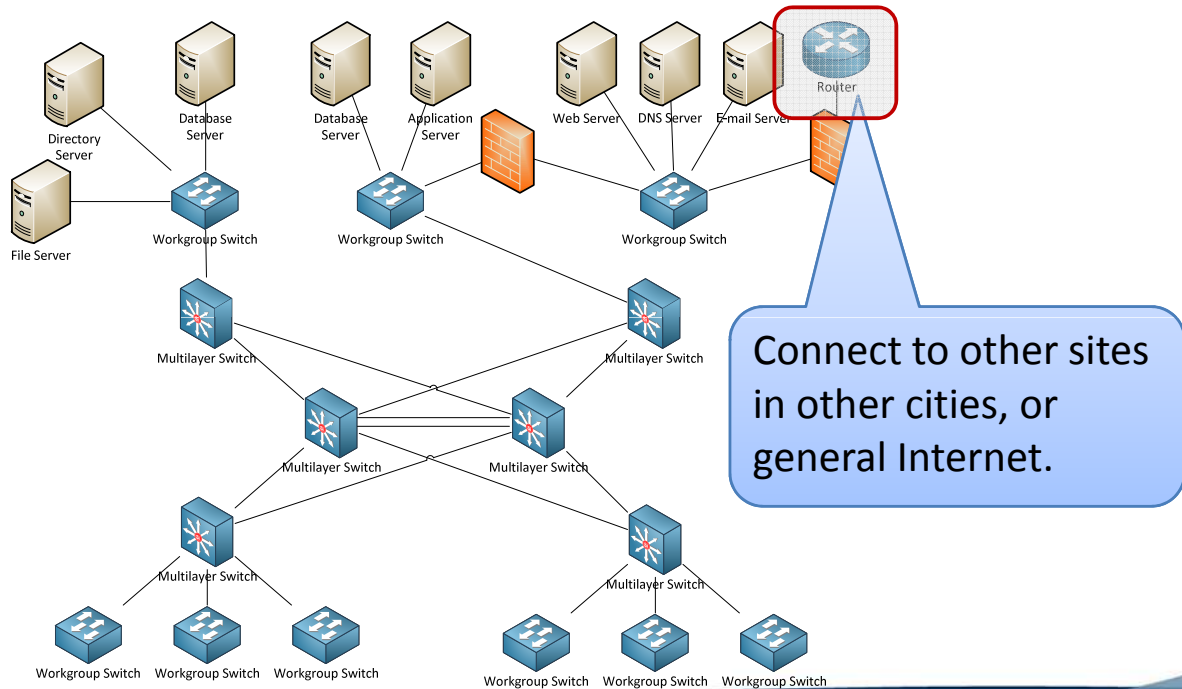 Directory
Server
Database
Server
Database
Server
Application
Server
Web Server
DNS Server
E-mail Server
Router
File Server
Workgroup Switch
Workgroup Switch
Workgroup Switch
Multilayer Switch
Multilayer Switch
Connect to other sites
in other cities, or
general Internet.
Multilayer Switch
Multilayer Switch
Multilayer Switch
Multilayer Switch
Workgroup Switch
Workgroup Switch
Workgroup Switch
Workgroup Switch
Workgroup Switch
Workgroup Switch